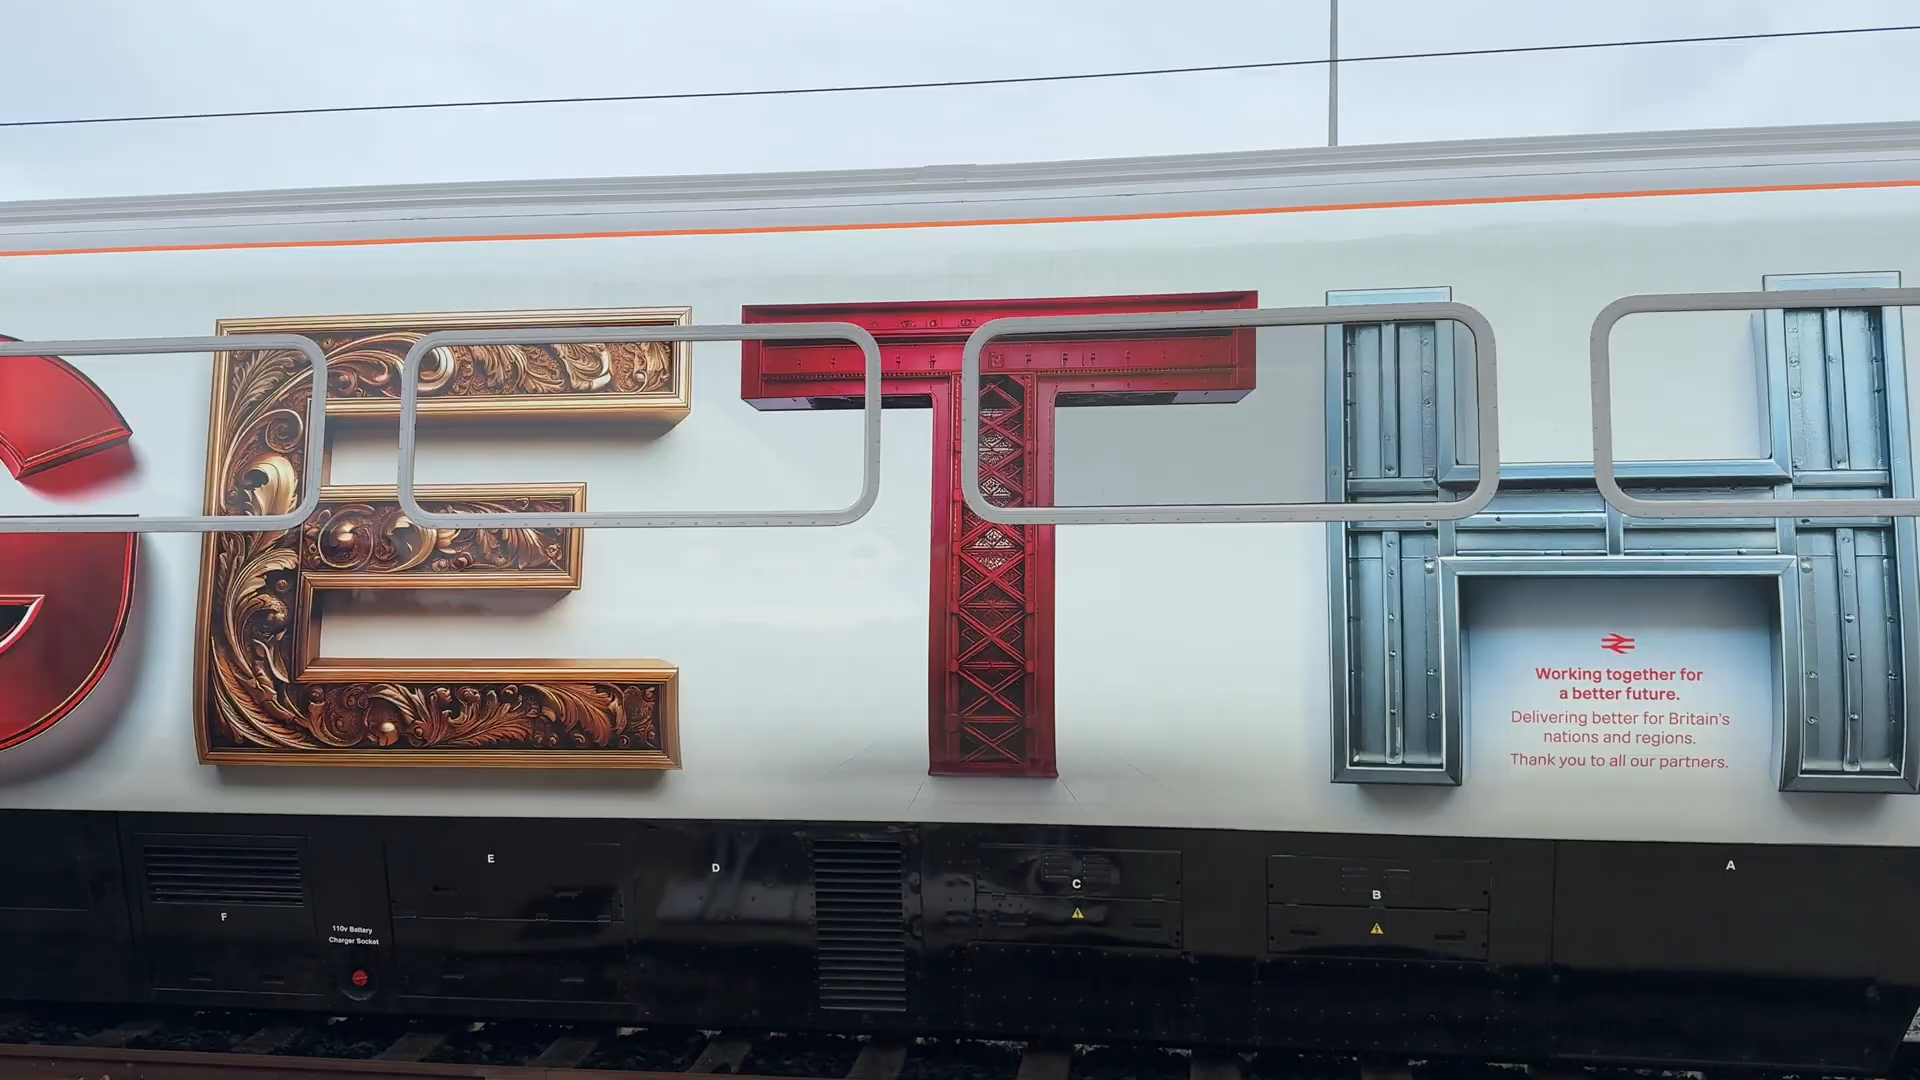 GETH
Working together for
a better future.
Delivering better for Britain's
nations and regions.
Thank you to all our partners.
E
D
C
B
A
F
110v Battery
Charger Socket